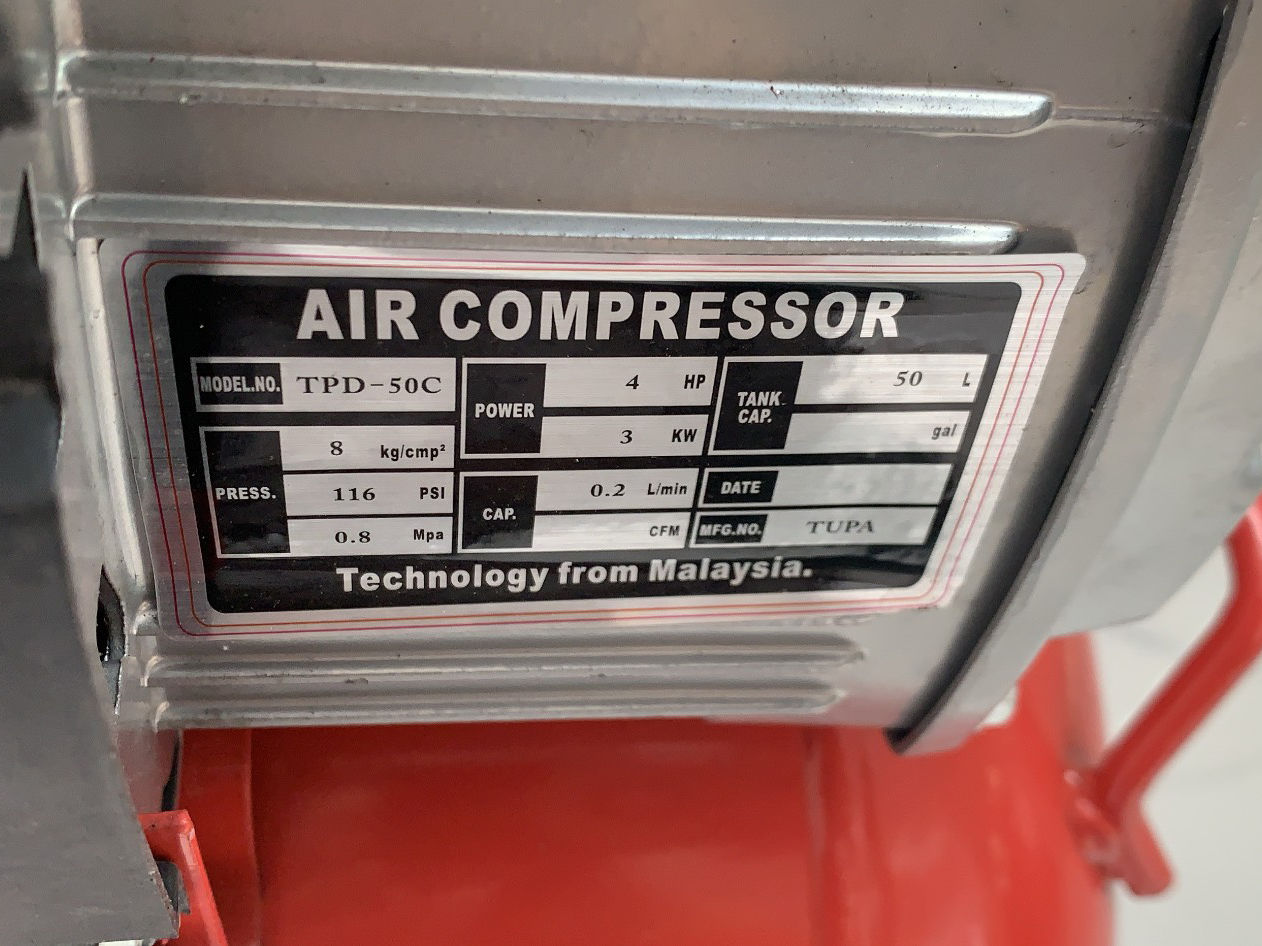 AIR COMPRESSOR
MODEL.NO. TPD-50C
PRESS. 8 kg/cmp²
116 PSI
0.8 Mpa
POWER 4 HP
3 KW
CAP. 0.2 L/min
CFM
TANK CAP. 50 L
gal
DATE
MFG.NO. TUPA
Technology from Malaysia.